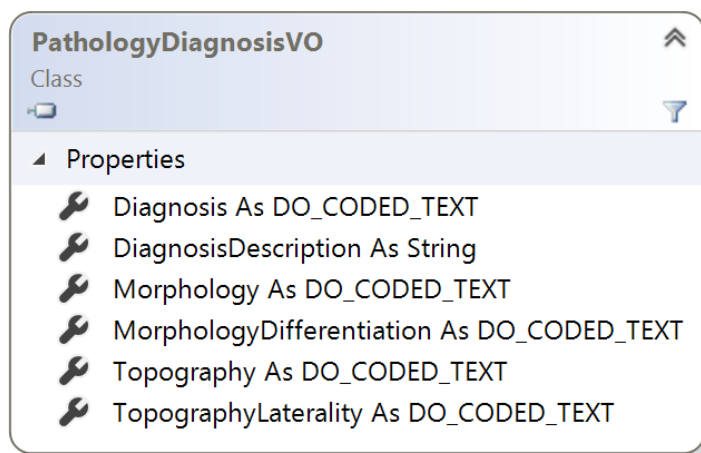 PathologyDiagnosisVO
Class
Properties
Diagnosis As DO_CODED_TEXT
DiagnosisDescription As String
Morphology As DO_CODED_TEXT
MorphologyDifferentiation As DO_CODED_TEXT
Topography As DO_CODED_TEXT
TopographyLaterality As DO_CODED_TEXT